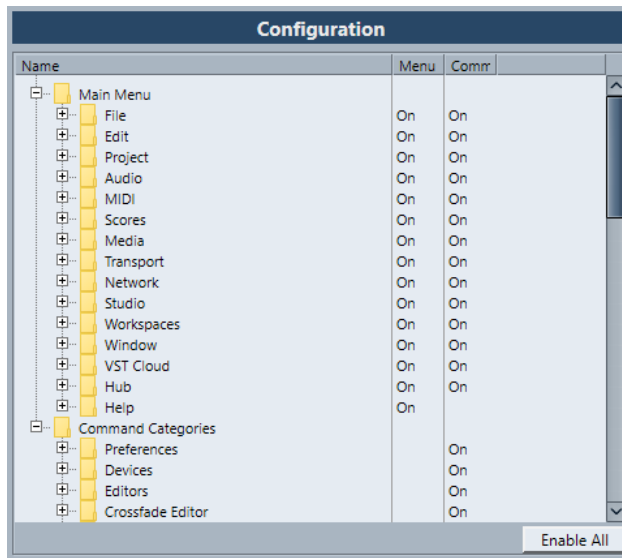 Configuration
Name Menu Comr
Main Menu
File On On
Edit On On
Project On On
Audio On On
MIDI On On
Scores On On
Media On On
Transport On On
Network On On
Studio On On
Workspaces On On
Window On On
VST Cloud On On
Hub On On
Help On
Command Categories
Preferences On
Devices On
Editors On
Crossfade Editor On
Enable All